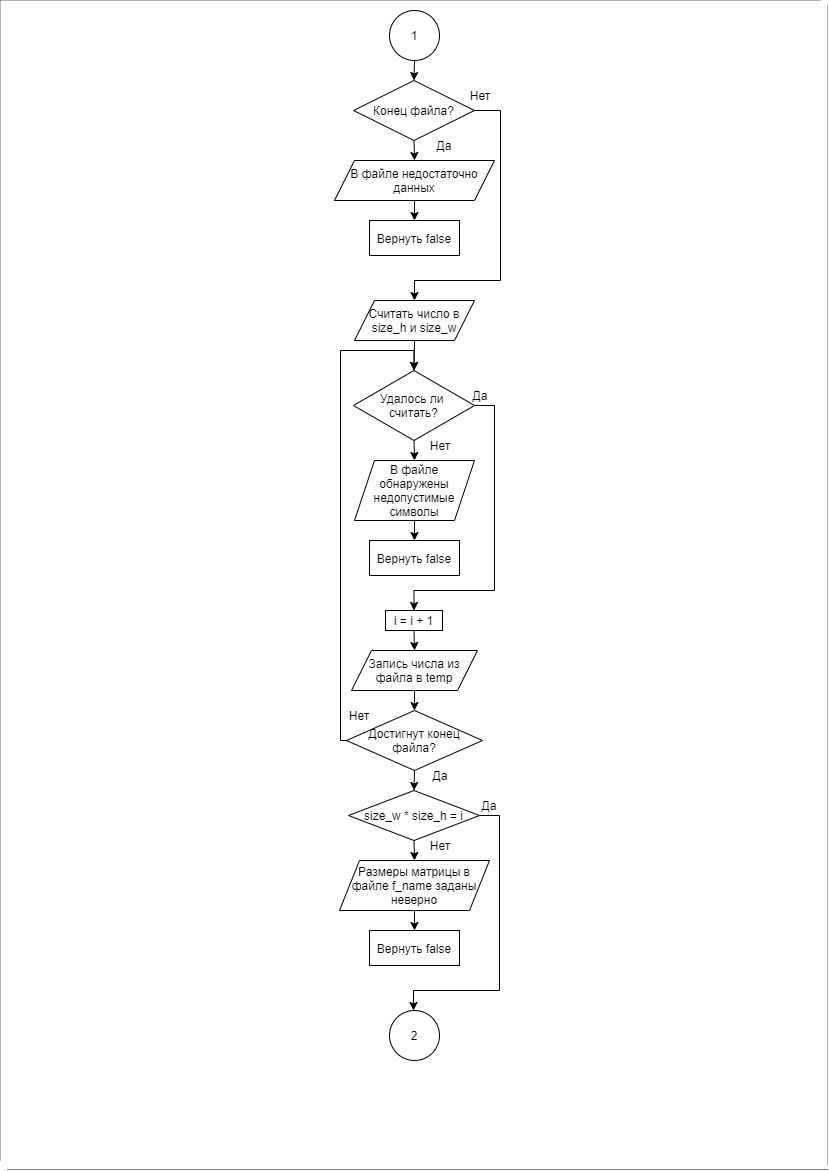 1
Нет
Конец файла?
Да
В файле недостаточно
данных
Вернуть false
Считать число в
size_h и size_w
Да
Удалось ли
считать?
Нет
В файле
обнаружены
недопустимые
символы
Вернуть false
i = i + 1
Запись числа из
файла в temp
Нет
Достигнут конец
файла?
Да
Да
size_w * size_h = i
Нет
Размеры матрицы в
файле f_name заданы
неверно
Вернуть false
2